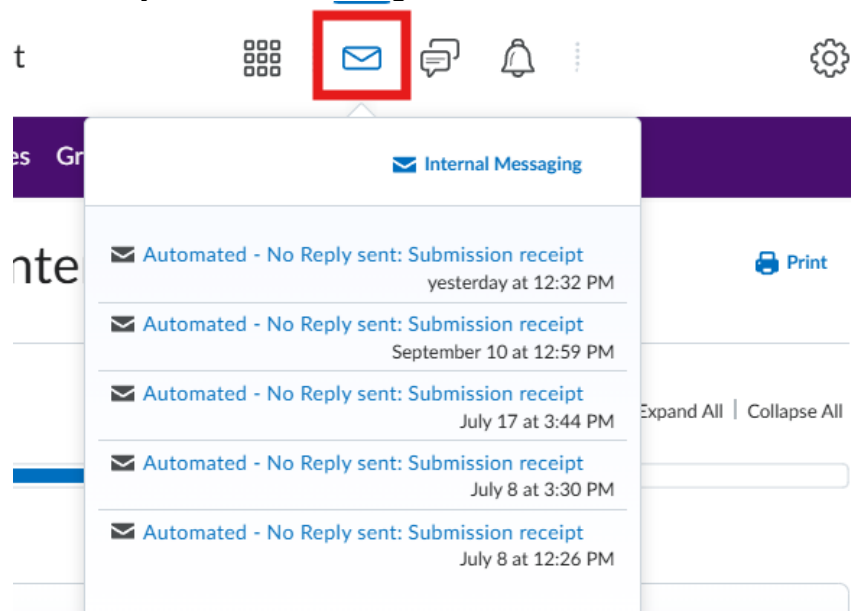 t
es Gr
Internal Messaging
nte
Automated - No Reply sent: Submission receipt
yesterday at 12:32 PM
Print
Automated - No Reply sent: Submission receipt
September 10 at 12:59 PM
Automated - No Reply sent: Submission receipt
July 17 at 3:44 PM
Expand All | Collapse All
Automated - No Reply sent: Submission receipt
July 8 at 3:30 PM
Automated - No Reply sent: Submission receipt
July 8 at 12:26 PM